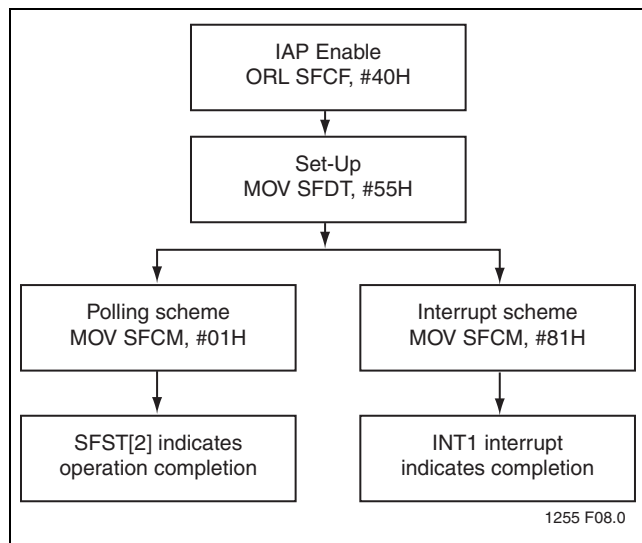 IAP Enable
ORL SFCF, #40H
Set-Up
MOV SFDT, #55H
Polling scheme
MOV SFCM, #01H
Interrupt scheme
MOV SFCM, #81H
SFST[2] indicates
operation completion
INT1 interrupt
indicates completion
1255 F08.0